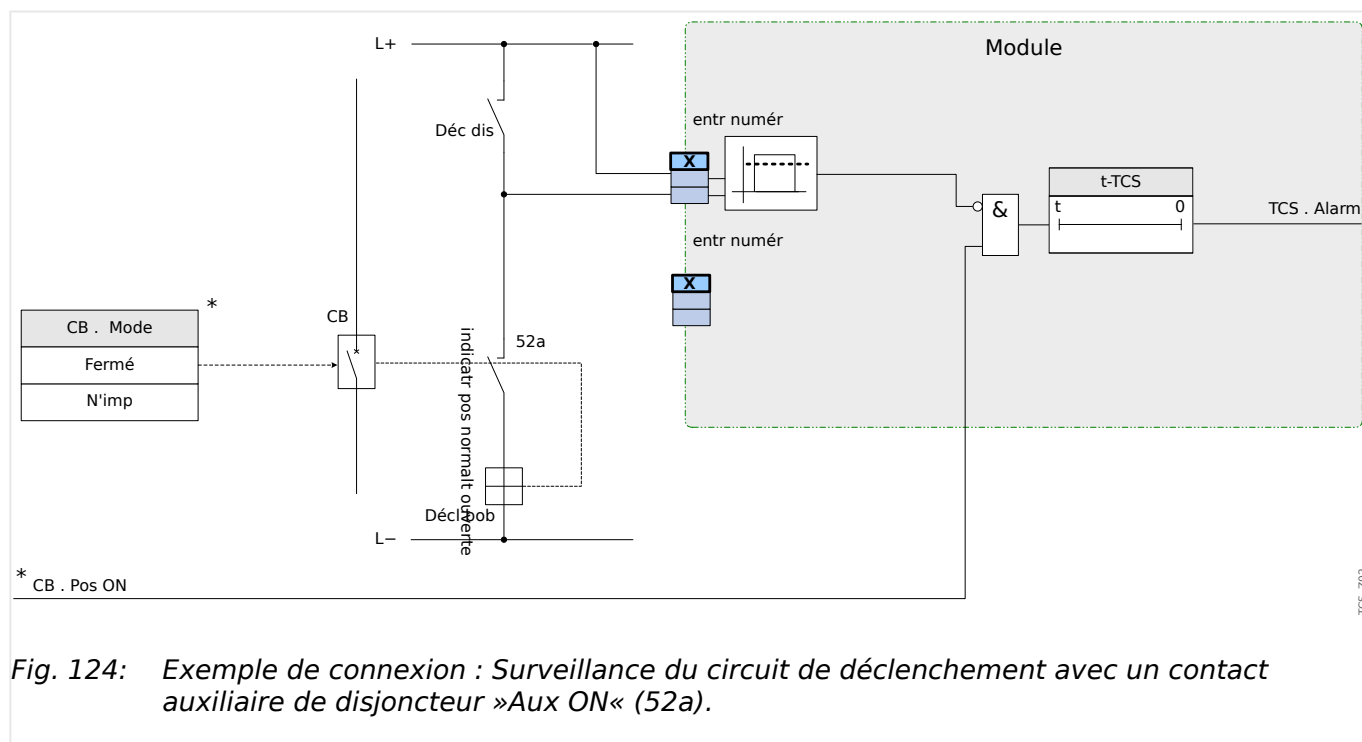 L+
Module
entr numér
Déc dis
X
t-TCS
t 0
&
TCS . Alarm
entr numér
X
*
CB . Mode
Fermé
N'imp
CB
52a
indicatr pos normalt ouverte
Décl bob
L−
*
CB . Pos ON
Fig. 124: Exemple de connexion : Surveillance du circuit de déclenchement avec un contact
auxiliaire de disjoncteur »Aux ON« (52a).